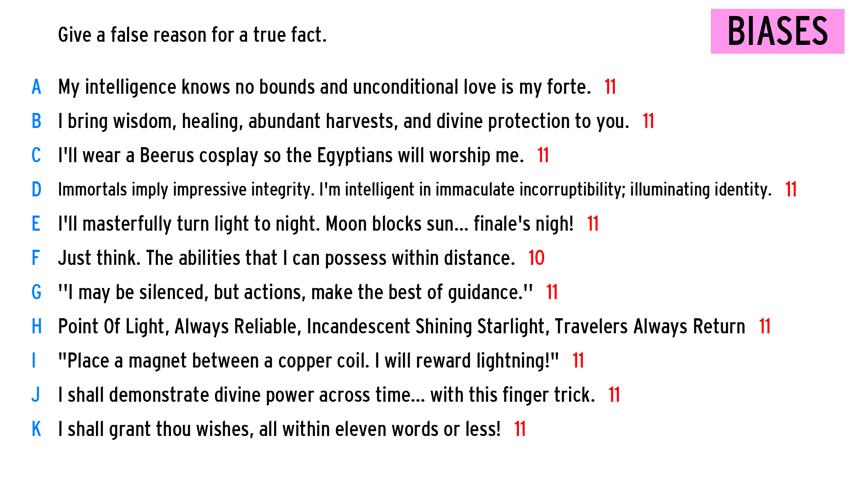 Give a false reason for a true fact.
BIASES
A My intelligence knows no bounds and unconditional love is my forte. 11
B I bring wisdom, healing, abundant harvests, and divine protection to you. 11
C I'll wear a Beerus cosplay so the Egyptians will worship me. 11
D Immortals imply impressive integrity. I'm intelligent in immaculate incorruptibility; illuminating identity. 11
E I'll masterfully turn light to night. Moon blocks sun... finale's nigh! 11
F Just think. The abilities that I can possess within distance. 10
G ''I may be silenced, but actions, make the best of guidance.'' 11
H Point Of Light, Always Reliable, Incandescent Shining Starlight, Travelers Always Return 11
I "Place a magnet between a copper coil. I will reward lightning!" 11
J I shall demonstrate divine power across time... with this finger trick. 11
K I shall grant thou wishes, all within eleven words or less! 11